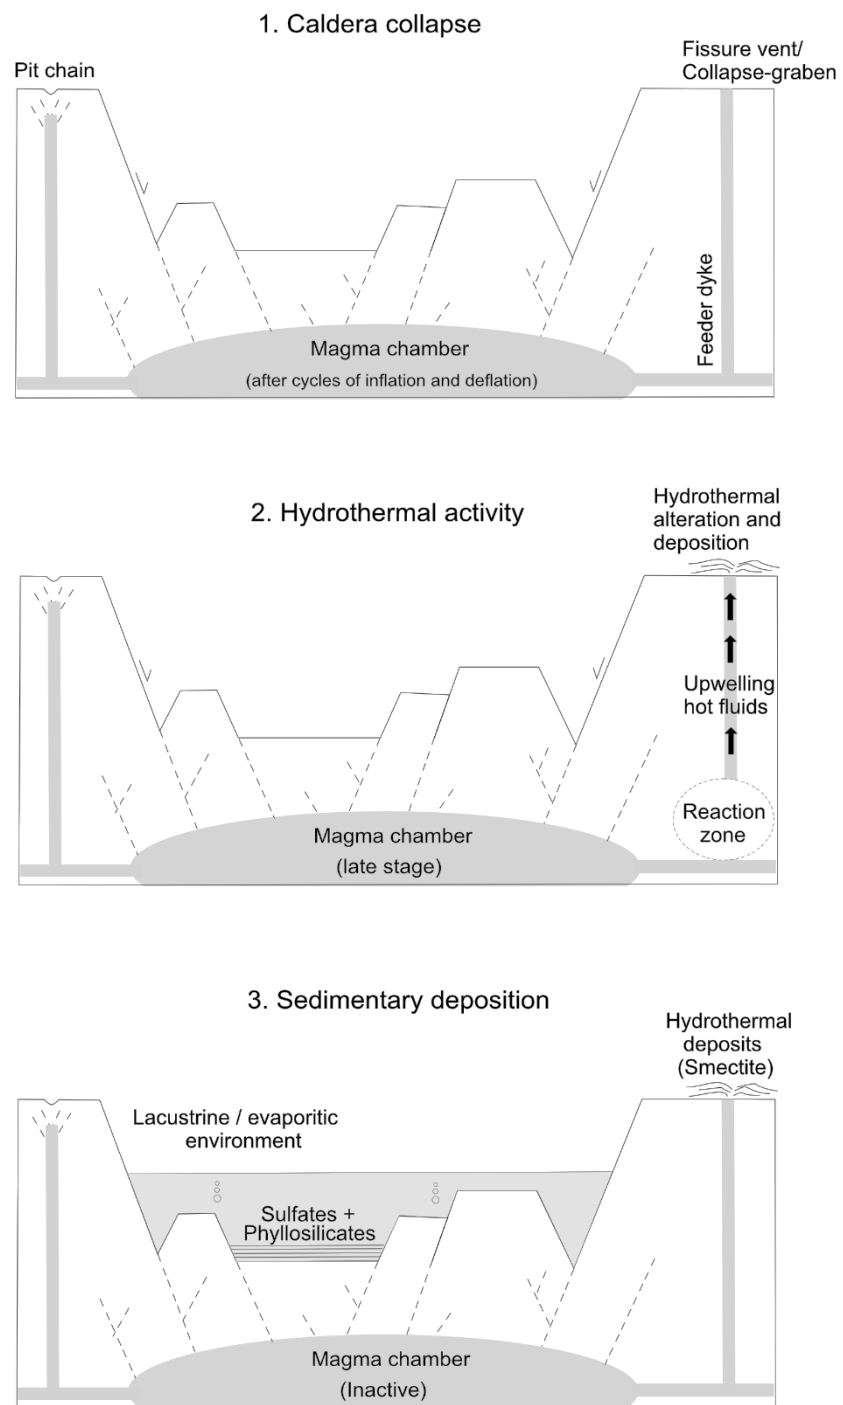 1. Caldera collapse
Pit chain
Fissure vent/
Collapse-graben
Feeder dyke
Magma chamber
(after cycles of inflation and deflation)
2. Hydrothermal activity
Hydrothermal
alteration and
deposition
Upwelling
hot fluids
Reaction
zone
Magma chamber
(late stage)
3. Sedimentary deposition
Hydrothermal
deposits
(Smectite)
Lacustrine / evaporitic
environment
Sulfates +
Phyllosilicates
Magma chamber
(Inactive)